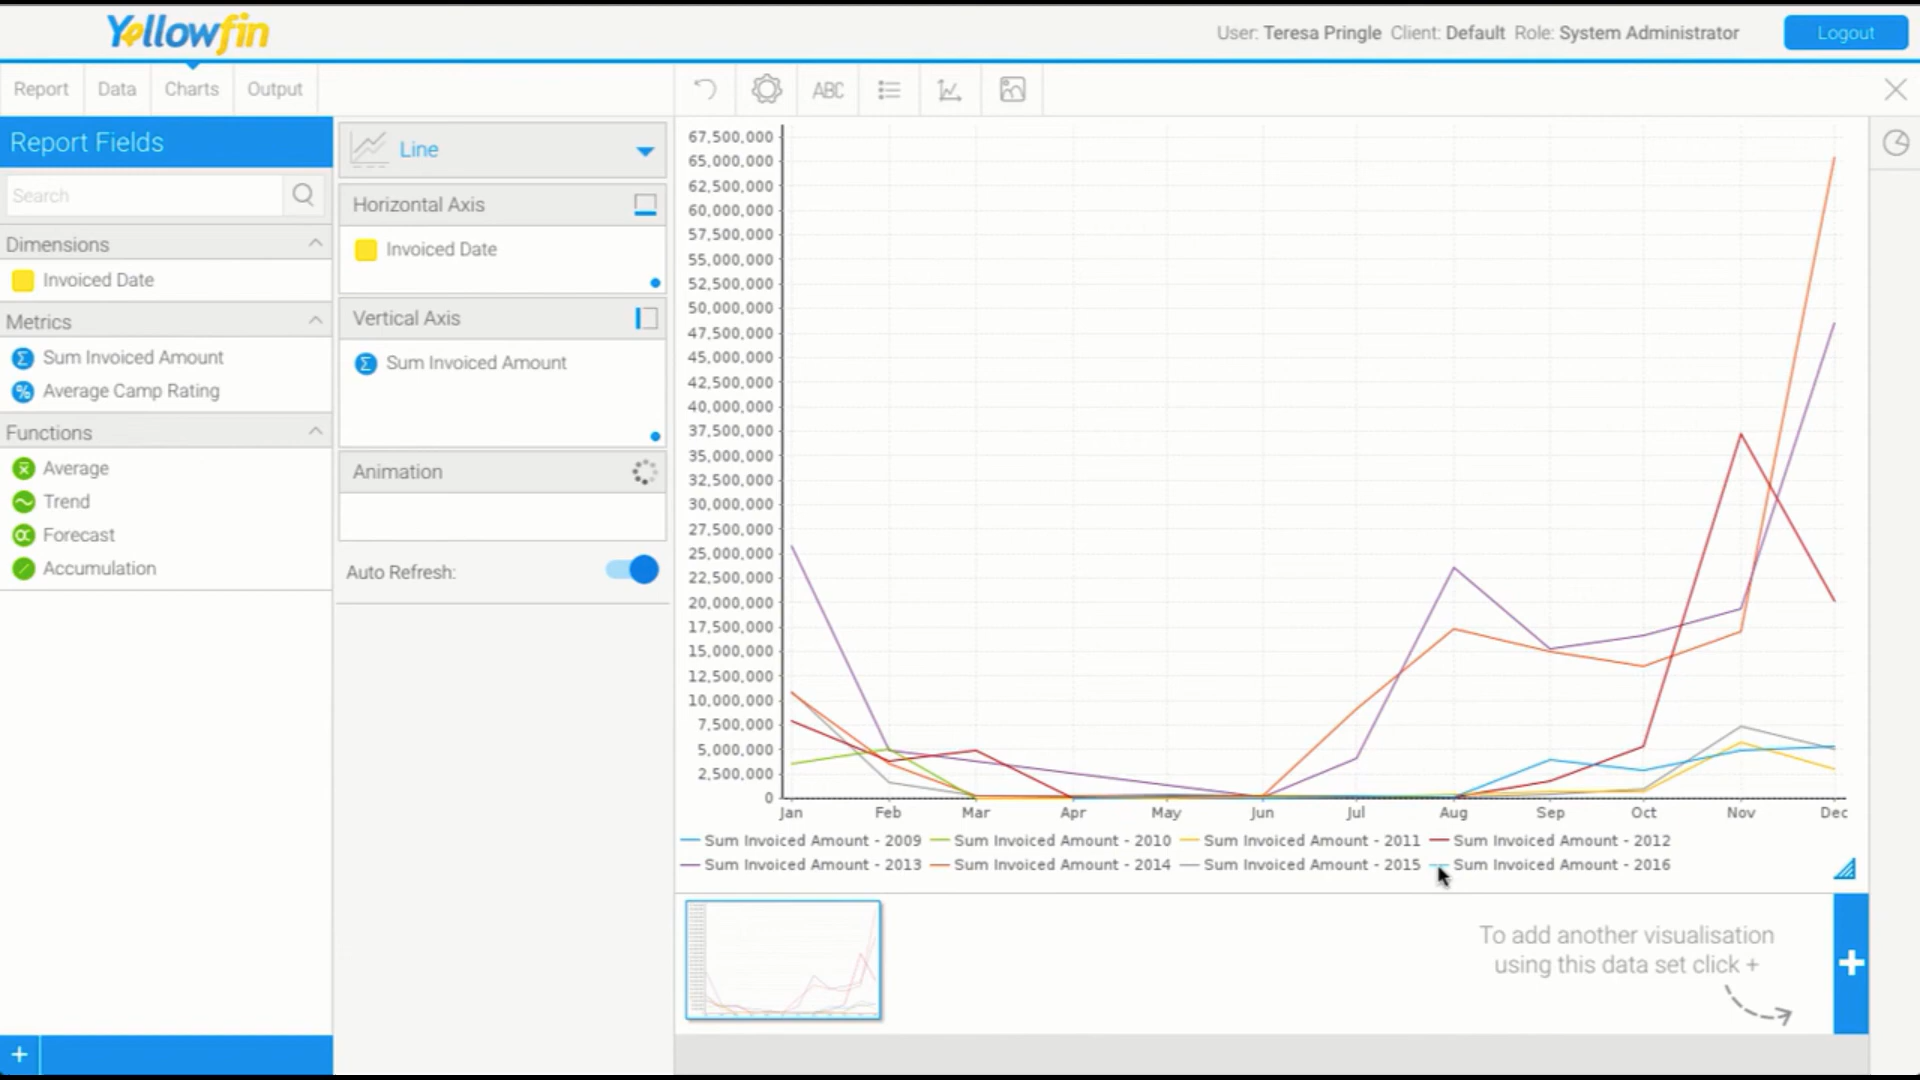 Yellowfin
User: Teresa Pringle Client: Default Role: System Administrator
Logout
Report
Data
Charts
Output
ABC
Report Fields
Search
Dimensions
Invoiced Date
Metrics
Sum Invoiced Amount
Average Camp Rating
Functions
Average
Trend
Forecast
Accumulation
Line
Horizontal Axis
Invoiced Date
Vertical Axis
Sum Invoiced Amount
Animation
Auto Refresh:
67,500,000
65,000,000
62,500,000
60,000,000
57,500,000
55,000,000
52,500,000
50,000,000
47,500,000
45,000,000
42,500,000
40,000,000
37,500,000
35,000,000
32,500,000
30,000,000
27,500,000
25,000,000
22,500,000
20,000,000
17,500,000
15,000,000
12,500,000
10,000,000
7,500,000
5,000,000
2,500,000
0
Jan Feb Mar Apr May Jun Jul Aug Sep Oct Nov Dec
Sum Invoiced Amount - 2009 Sum Invoiced Amount - 2010 Sum Invoiced Amount - 2011 Sum Invoiced Amount - 2012
Sum Invoiced Amount - 2013 Sum Invoiced Amount - 2014 Sum Invoiced Amount - 2015 Sum Invoiced Amount - 2016
To add another visualisation
using this data set click +